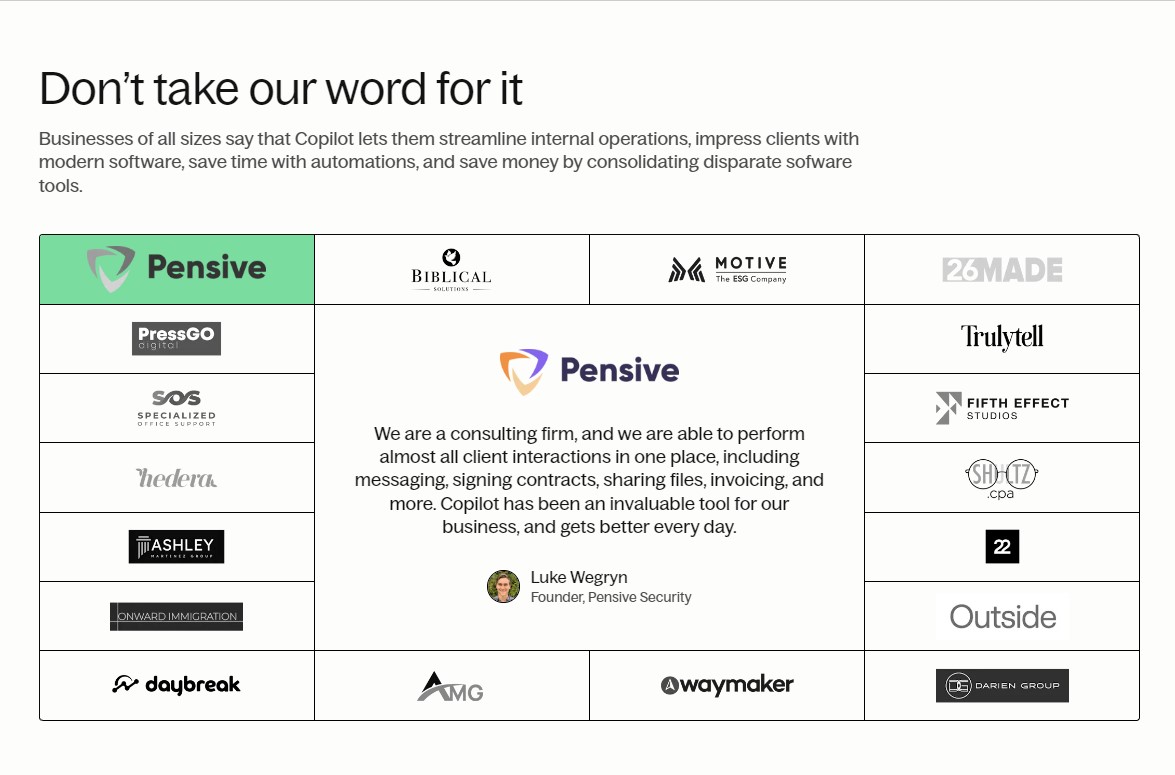 Don't take our word for it
Businesses of all sizes say that Copilot lets them streamline internal operations, impress clients with
modern software, save time with automations, and save money by consolidating disparate sofware
tools.
Pensive
BIBLICAL
SOLUTIONS
MOTIVE
The ESG Company
26MADE
PressGO
digital
Trulytell
SOS
SPECIALIZED
OFFICE SUPPORT
FIFTH EFFECT
STUDIOS
hedera
SHULTZ
.cpa
ASHLEY
MARTINEZ GROUP
22
ONWARD IMMIGRATION
Outside
Pensive
We are a consulting firm, and we are able to perform
almost all client interactions in one place, including
messaging, signing contracts, sharing files, invoicing, and
more. Copilot has been an invaluable tool for our
business, and gets better every day.
Luke Wegryn
Founder, Pensive Security
daybreak
AMG
Awaymaker
DG DARIEN GROUP